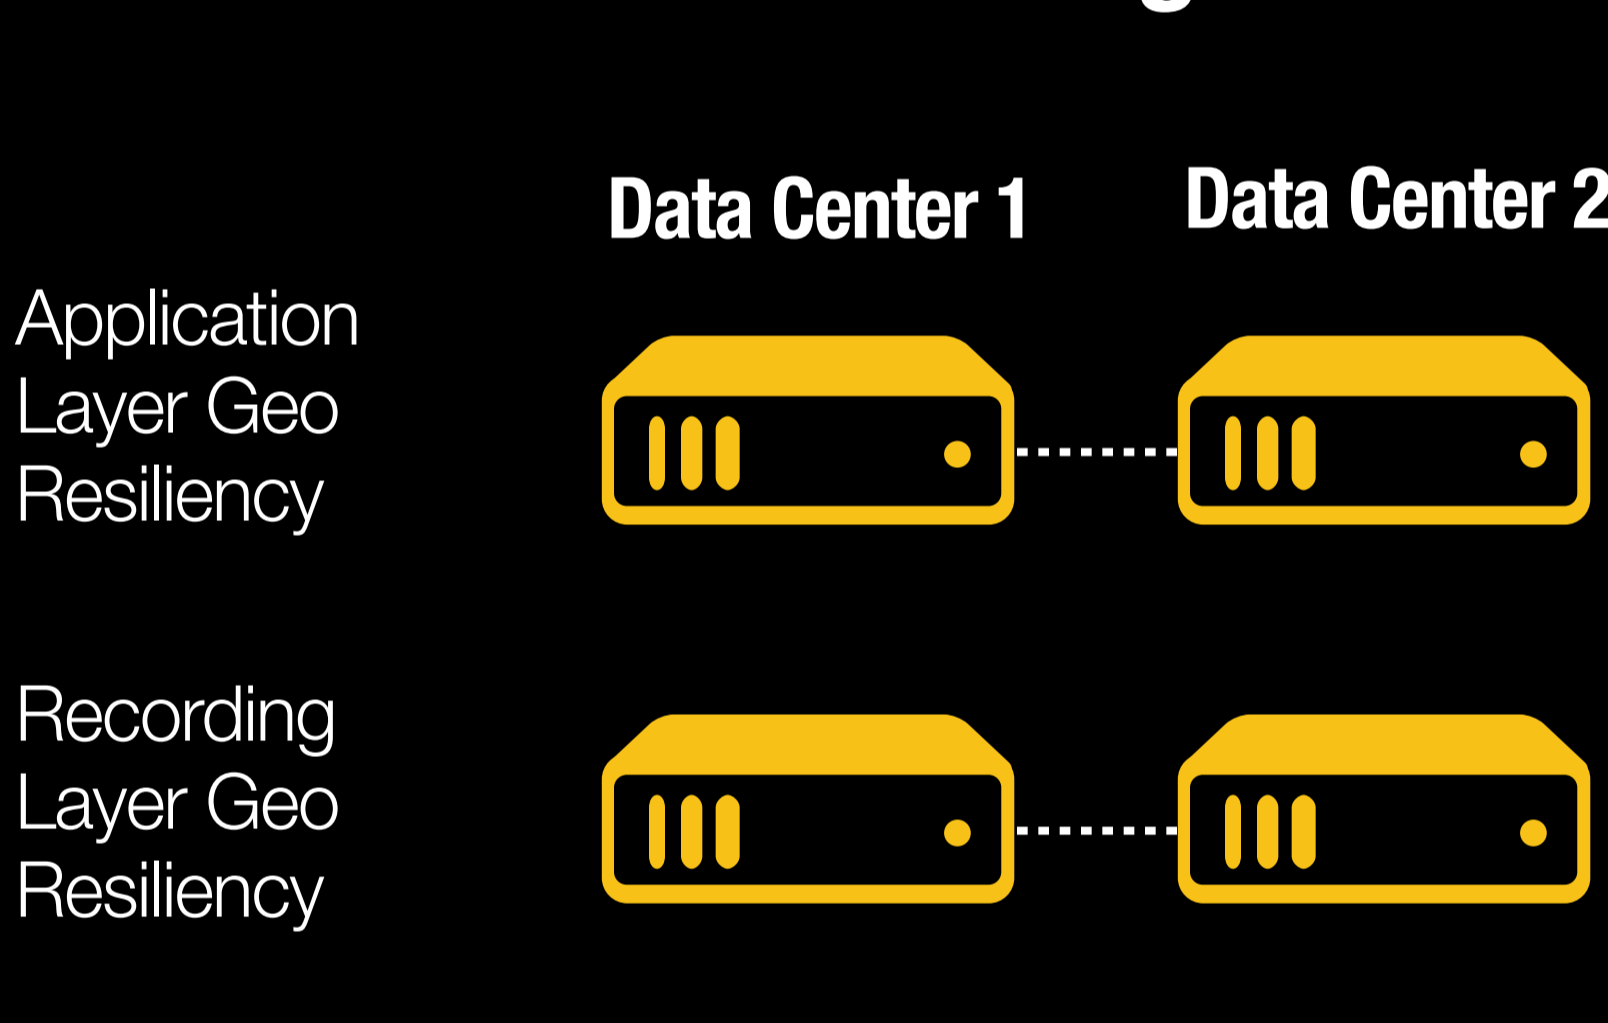 Data Center 1
Data Center 2
Application
Layer Geo
Resiliency
Recording
Layer Geo
Resiliency